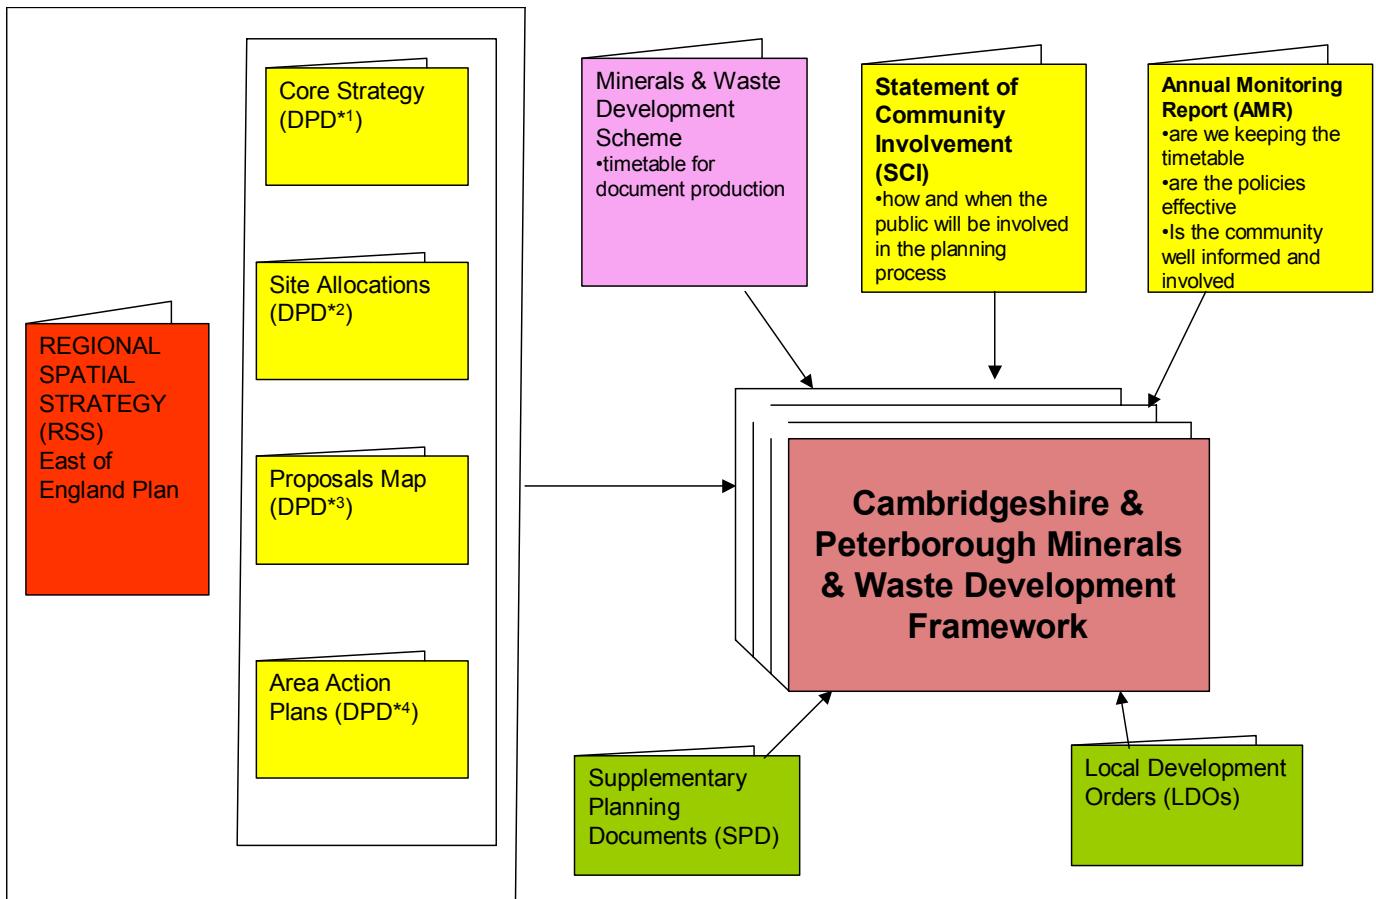 REGIONAL
SPATIAL
STRATEGY
(RSS)
East of
England Plan
Core Strategy
(DPD*1)
Site Allocations
(DPD*2)
Proposals Map
(DPD*3)
Area Action
Plans (DPD*4)
Minerals & Waste
Development
Scheme
•timetable for
document production
Statement of
Community
Involvement
(SCI)
•how and when the
public will be involved
in the planning
process
Annual Monitoring
Report (AMR)
•are we keeping the
timetable
•are the policies
effective
•Is the community
well informed and
involved
Cambridgeshire &
Peterborough Minerals
& Waste Development
Framework
Supplementary
Planning
Documents (SPD)
Local Development
Orders (LDOs)